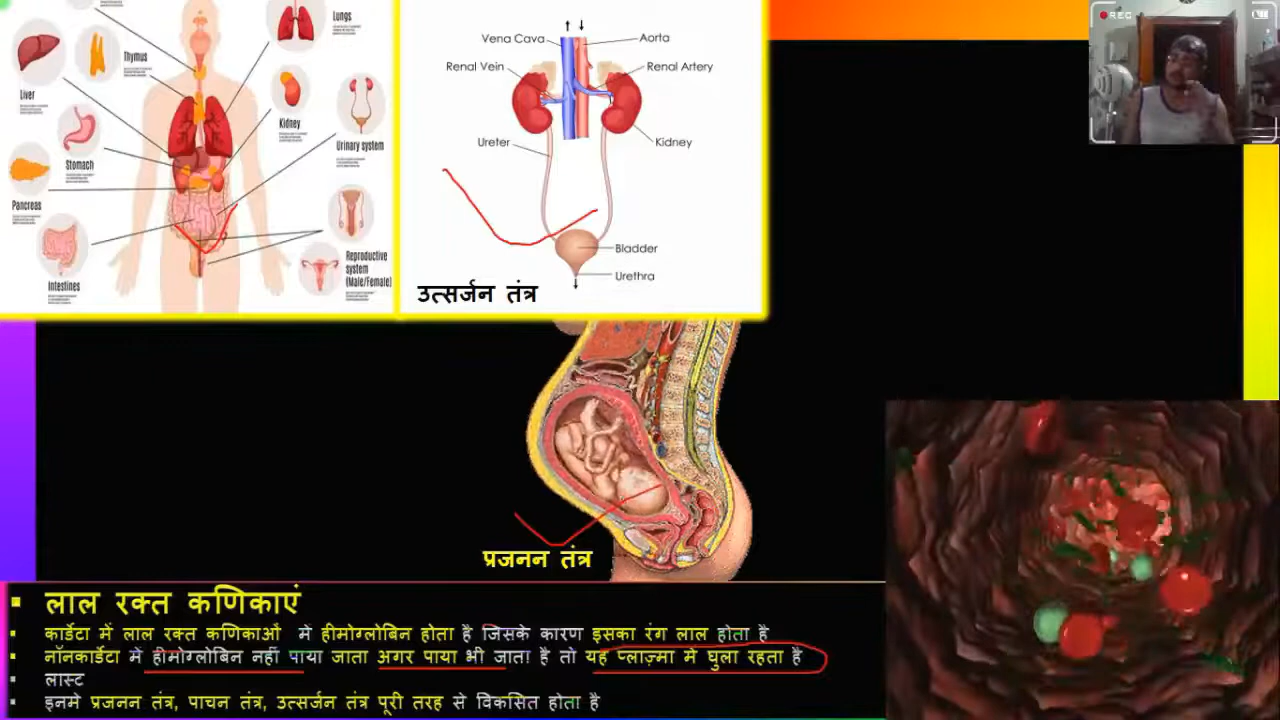 Lungs
Thymus
Liver
Kidney
Stomach
Urinary system
Pancreas
Intestines
Reproductive
system
(Male/Female)
Vena Cava
Aorta
Renal Vein
Renal Artery
Ureter
Kidney
Bladder
Urethra
उत्सर्जन तंत्र
REC
प्रजनन तंत्र
लाल रक्त कणिकाएं
कार्डेटा में लाल रक्त कणिकाओं में हीमोग्लोबिन होता है जिसके कारण इसका रंग लाल होता है
नॉनकार्डेटा में हीमोग्लोबिन नहीं पाया जाता अगर पाया भी जाता है तो यह प्लाज़्मा में घुला रहता है
लास्ट
इनमे प्रजनन तंत्र, पाचन तंत्र, उत्सर्जन तंत्र पूरी तरह से विकसित होता है